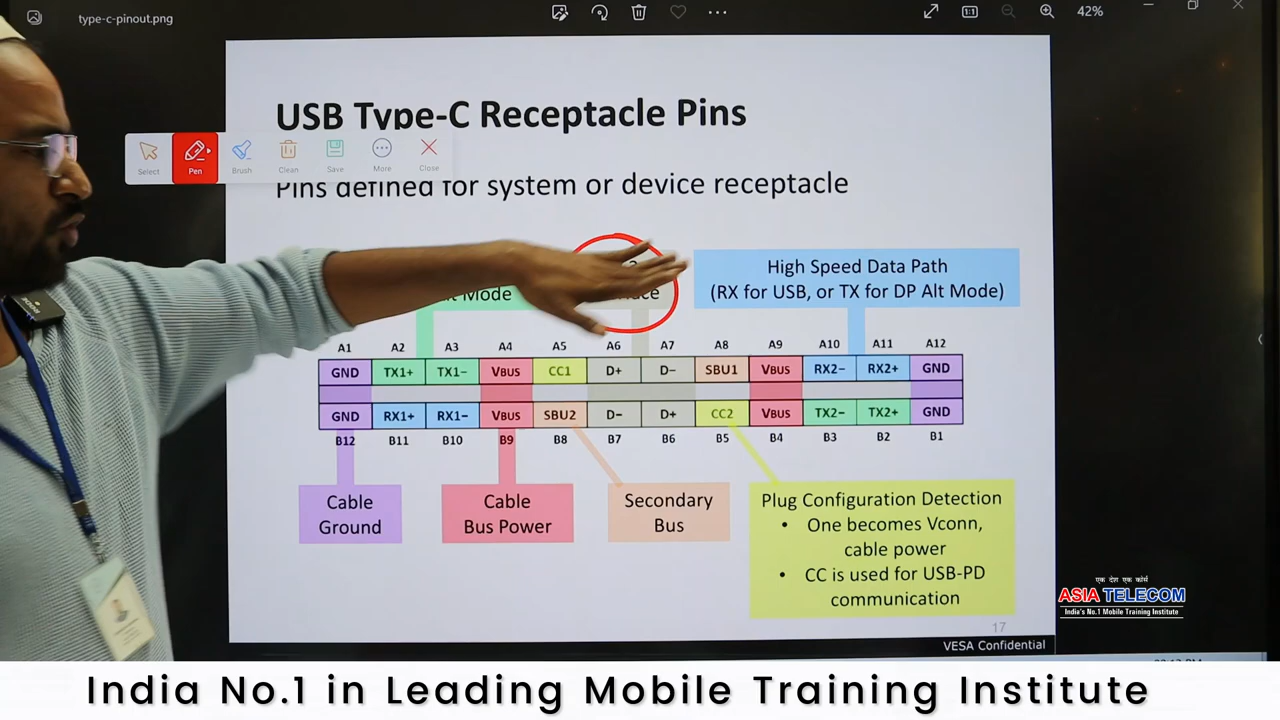 type-c-pinout.png
42%
USB Type-C Receptacle Pins
Select
Pen
Brush
Clean
Save
More
Close
Pins defined for system or device receptacle
Mode
High Speed Data Path
(RX for USB, or TX for DP Alt Mode)
A1 A2 A3 A4 A5 A6 A7 A8 A9 A10 A11 A12
GND TX1+ TX1− VBUS CC1 D+ D− SBU1 VBUS RX2− RX2+ GND
GND RX1+ RX1− VBUS SBU2 D− D+ CC2 VBUS TX2− TX2+ GND
B12 B11 B10 B9 B8 B7 B6 B5 B4 B3 B2 B1
Cable
Ground
Cable
Bus Power
Secondary
Bus
Plug Configuration Detection
• One becomes Vconn,
cable power
• CC is used for USB-PD
communication
17
VESA Confidential
एक देश एक कोर्स
ASIA TELECOM
India's No.1 Mobile Training Institute
India No.1 in Leading Mobile Training Institute